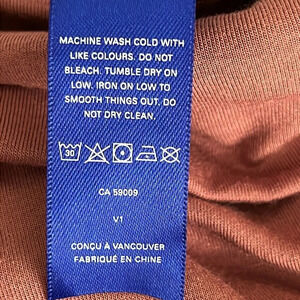 MACHINE WASH COLD WITH
LIKE COLOURS. DO NOT
BLEACH. TUMBLE DRY ON
LOW. IRON ON LOW TO
SMOOTH THINGS OUT. DO
NOT DRY CLEAN.
30
CA 59009
V1
CONÇU À VANCOUVER
FABRIQUÉ EN CHINE